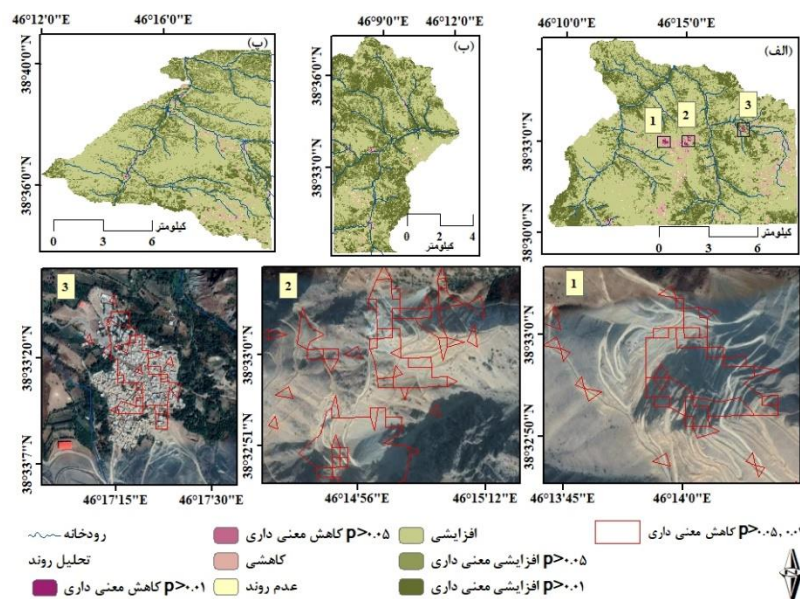 46°12'0"E 46°16'0"E
(پ)
38°40'0"N
38°36'0"N
0 3 6
کیلومتر
46°9'0"E 46°12'0"E
(ب)
38°36'0"N
38°33'0"N
0 2 4
کیلومتر
46°10'0"E 46°15'0"E
(الف)
1
2
3
38°33'0"N
38°30'0"N
0 3 6
کیلومتر
3
38°33'20"N
38°33'7"N
46°17'15"E 46°17'30"E
2
38°33'0"N
38°32'51"N
46°14'56"E 46°15'12"E
1
38°33'0"N
38°32'50"N
46°13'45"E 46°14'0"E
رودخانه
تحلیل روند
کاهش معنی داری p>۰.۰۱
کاهش معنی داری p>۰.۰۵
کاهشی
عدم روند
افزایشی
افزایشی معنی داری p>۰.۰۵
افزایشی معنی داری p>۰.۰۱
کاهش معنی داری